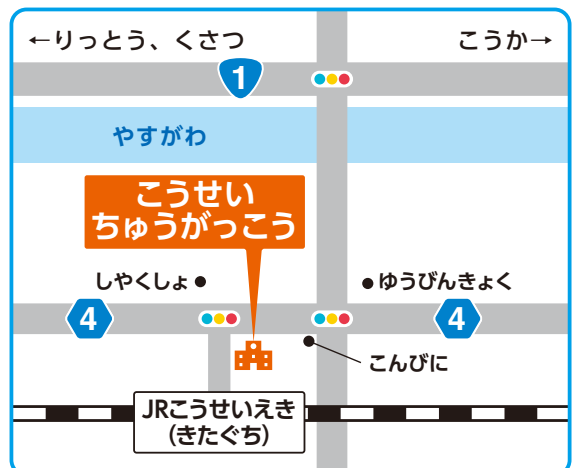 ←りっとう、くさつ
こうか→
1
やすがわ
こうせい
ちゅうがっこう
しやくしょ
ゆうびんきょく
4
4
こんびに
JRこうせいえき
(きたぐち)